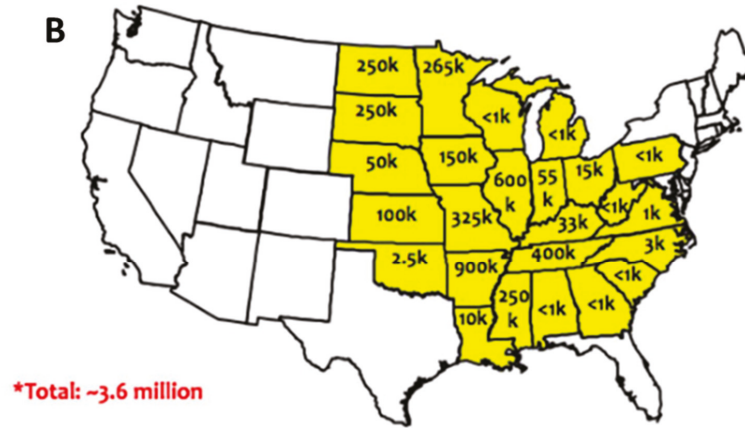 B
250k
265k
250k
<1k
<1k
50k
150k
600
k
55
k
15k
<1k
100k
325k
33k
<1k
1k
2.5k
900k
400k
3k
<1k
10k
250
k
<1k
<1k
*Total: ~3.6 million